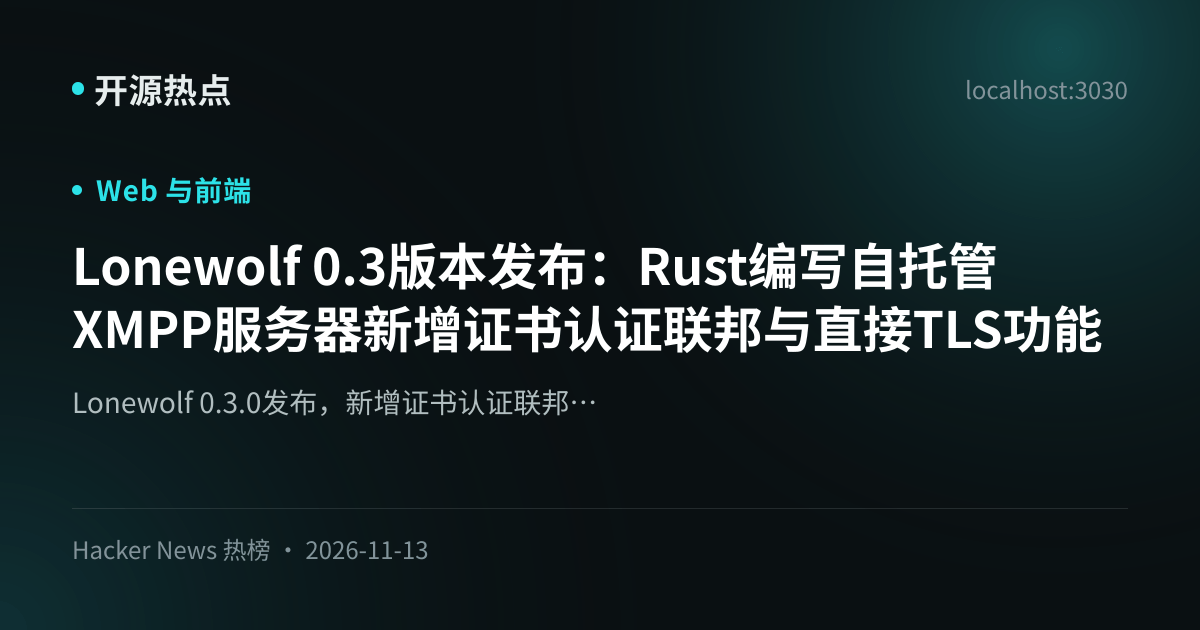 开源热点
localhost:3030
Web 与前端
Lonewolf 0.3版本发布：Rust编写自托管
XMPP服务器新增证书认证联邦与直接TLS功能
Lonewolf 0.3.0发布，新增证书认证联邦…
Hacker News 热榜 · 2026-11-13